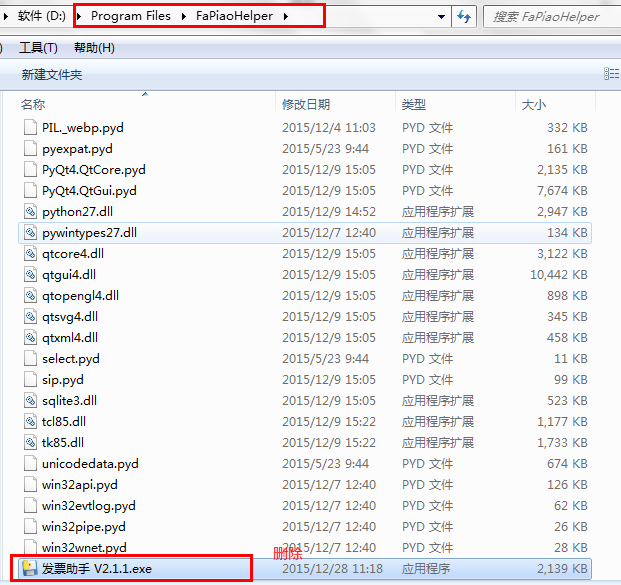 软件 (D:) Program Files FaPiaoHelper 搜索 FaPiaoHelper
) 工具(T) 帮助(H)
新建文件夹
名称 修改日期 类型 大小
PIL._webp.pyd 2015/12/4 11:03 PYD 文件 332 KB
pyexpat.pyd 2015/5/23 9:44 PYD 文件 161 KB
PyQt4.QtCore.pyd 2015/12/9 15:05 PYD 文件 2,135 KB
PyQt4.QtGui.pyd 2015/12/9 15:05 PYD 文件 7,674 KB
python27.dll 2015/12/9 14:52 应用程序扩展 2,947 KB
pywintypes27.dll 2015/12/7 12:40 应用程序扩展 134 KB
qtcore4.dll 2015/12/9 15:05 应用程序扩展 3,122 KB
qtgui4.dll 2015/12/9 15:05 应用程序扩展 10,442 KB
qtopengl4.dll 2015/12/9 15:05 应用程序扩展 898 KB
qtsvg4.dll 2015/12/9 15:05 应用程序扩展 345 KB
qtxml4.dll 2015/12/9 15:05 应用程序扩展 458 KB
select.pyd 2015/5/23 9:44 PYD 文件 11 KB
sip.pyd 2015/12/9 15:05 PYD 文件 99 KB
sqlite3.dll 2015/12/9 15:05 应用程序扩展 523 KB
tcl85.dll 2015/12/9 15:22 应用程序扩展 1,177 KB
tk85.dll 2015/12/9 15:22 应用程序扩展 1,733 KB
unicodedata.pyd 2015/5/23 9:44 PYD 文件 674 KB
win32api.pyd 2015/12/7 12:40 PYD 文件 126 KB
win32evtlog.pyd 2015/12/7 12:40 PYD 文件 62 KB
win32pipe.pyd 2015/12/7 12:40 PYD 文件 26 KB
win32wnet.pyd 2015/12/7 12:40 PYD 文件 28 KB
删除
发票助手 V2.1.1.exe 2015/12/28 11:18 应用程序 2,139 KB